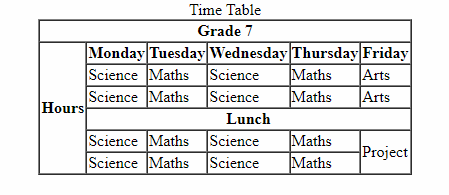 Time Table
Grade 7
Monday Tuesday Wednesday Thursday Friday
Science Maths Science Maths Arts
Science Maths Science Maths Arts
Hours
Lunch
Science Maths Science Maths
Project
Science Maths Science Maths